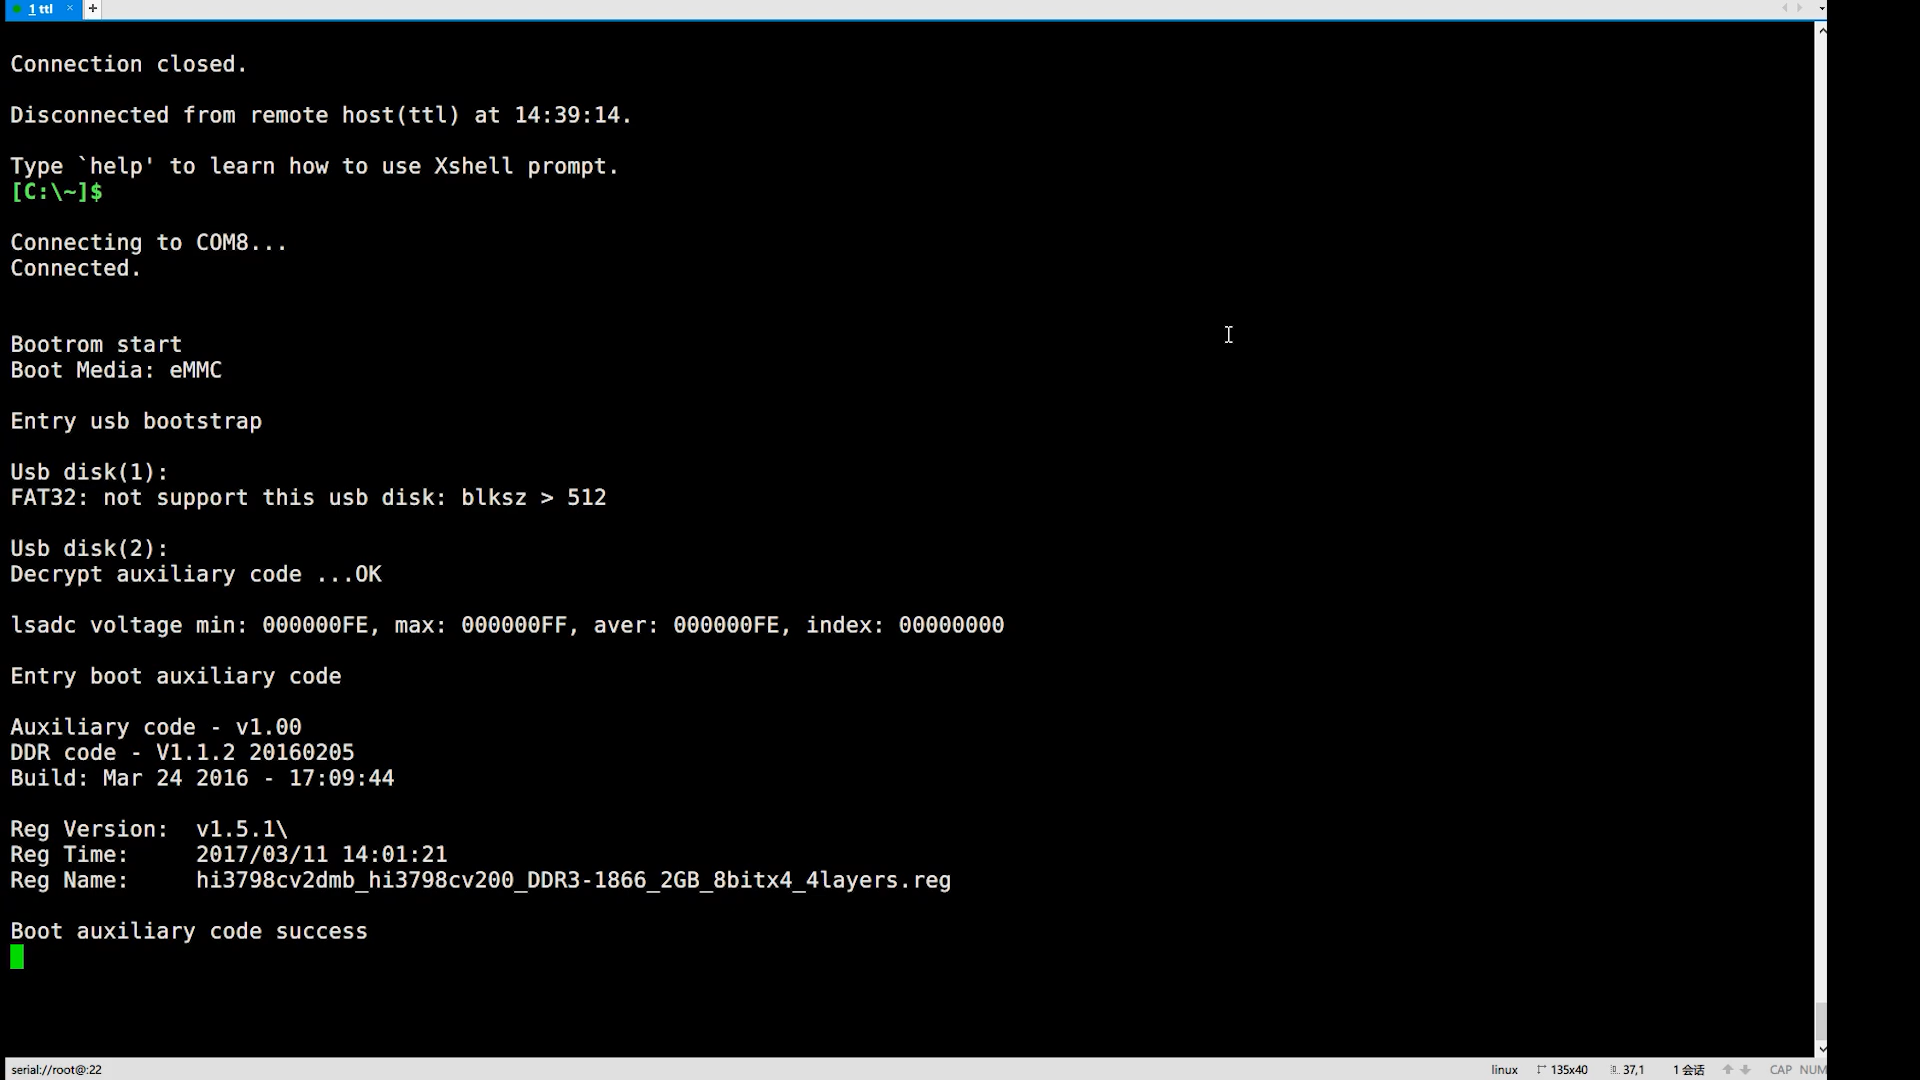 1 ttl × +
Connection closed.
Disconnected from remote host(ttl) at 14:39:14.
Type `help' to learn how to use Xshell prompt.
[C:\~]$
Connecting to COM8...
Connected.
Bootrom start
Boot Media: eMMC
Entry usb bootstrap
Usb disk(1):
FAT32: not support this usb disk: blksz > 512
Usb disk(2):
Decrypt auxiliary code ...OK
lsadc voltage min: 000000FE, max: 000000FF, aver: 000000FE, index: 00000000
Entry boot auxiliary code
Auxiliary code - v1.00
DDR code - V1.1.2 20160205
Build: Mar 24 2016 - 17:09:44
Reg Version:  v1.5.1\
Reg Time:     2017/03/11 14:01:21
Reg Name:     hi3798cv2dmb_hi3798cv200_DDR3-1866_2GB_8bitx4_4layers.reg
Boot auxiliary code success
serial://root@:22 linux 135x40 37,1 1 会话 CAP NUM